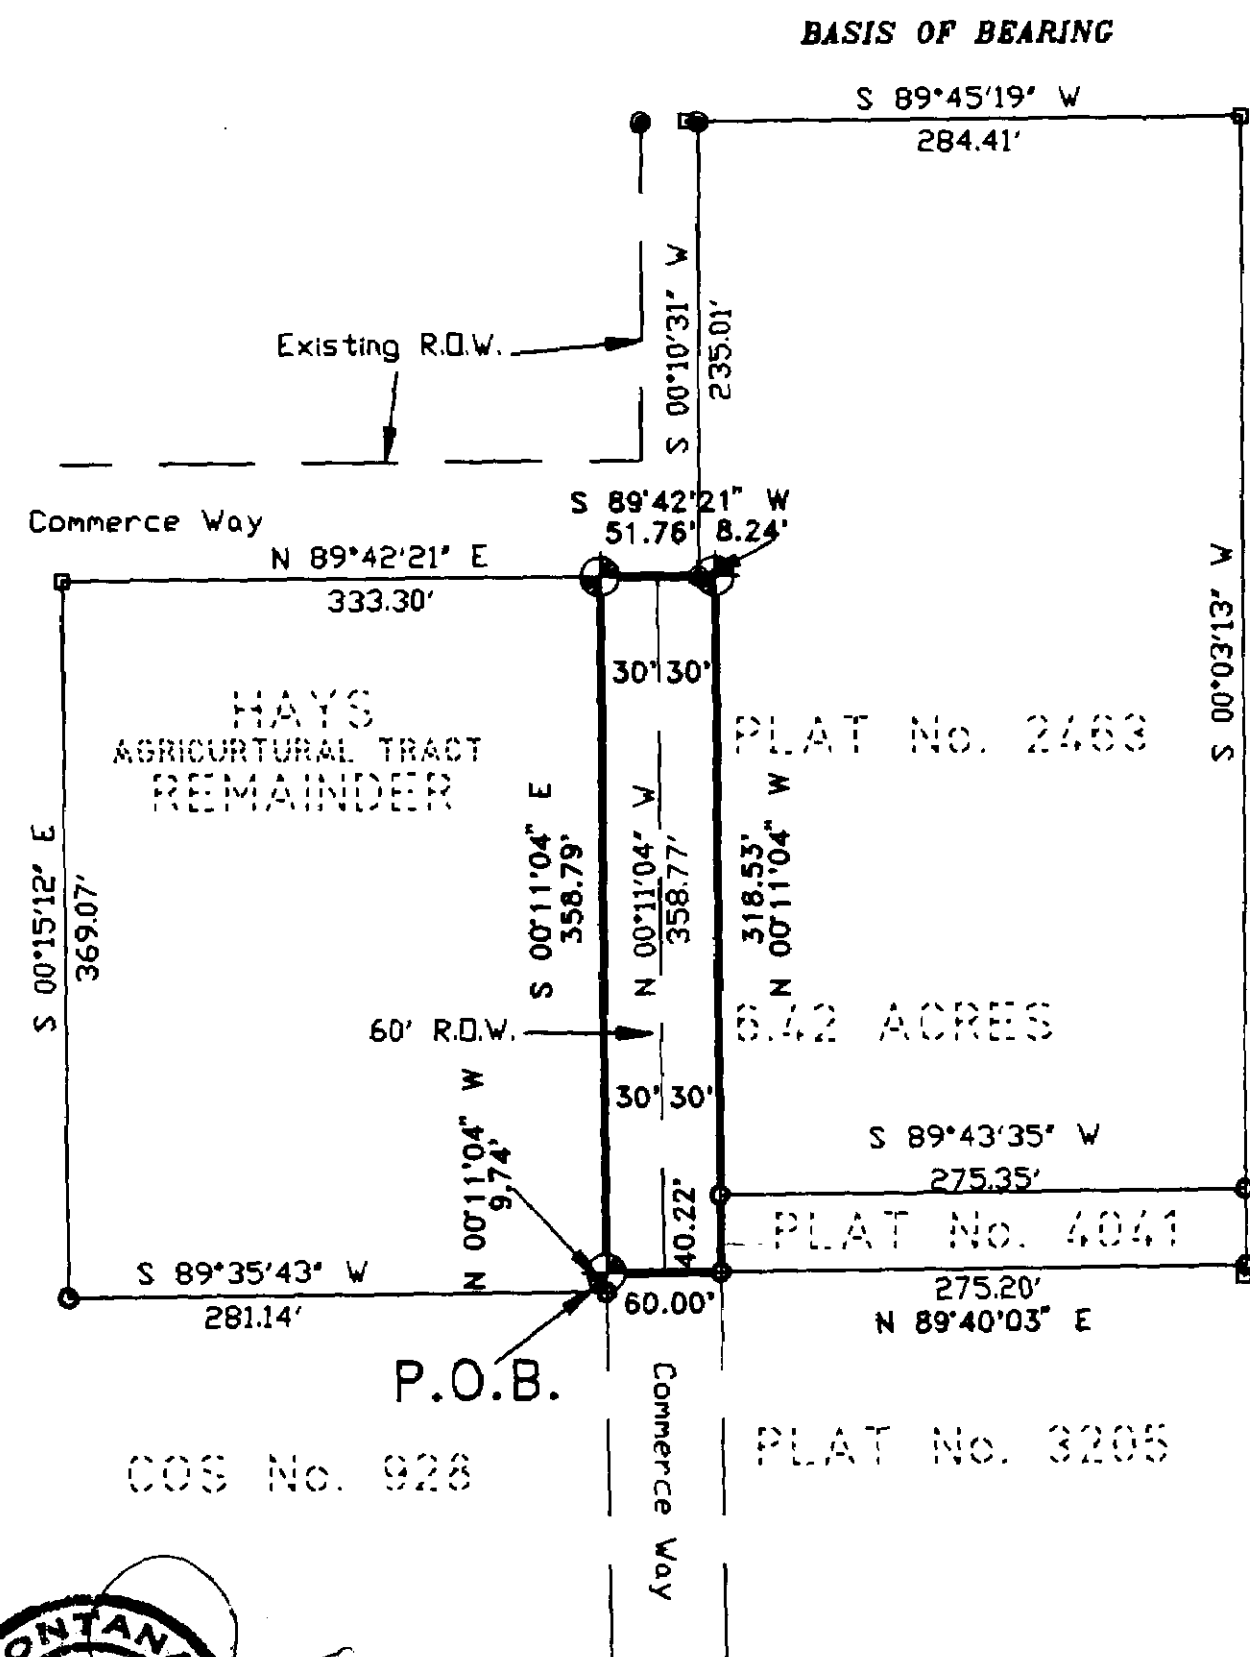 BASIS OF BEARING
S 89°45'19" W
284.41'
S 00°10'31" W
235.01'
Existing R.O.W.
S 89°42'21" W
51.76' 8.24'
Commerce Way
N 89°42'21" E
333.30'
S 00°03'13" W
30' 30'
HAYS
AGRICURTURAL TRACT
REMAINDER
PLAT No. 2463
S 00°15'12" E
369.07'
S 00°11'04" E
358.79'
N 00°11'04" W
358.77'
318.53'
N 00°11'04" W
60' R.O.W.
6.42 ACRES
30' 30'
N 00°11'04" W
9.74'
40.22'
S 89°43'35" W
275.35'
PLAT No. 4041
S 89°35'43" W
281.14'
60.00'
275.20'
N 89°40'03" E
P.O.B.
Commerce Way
COS No. 928
PLAT No. 3205